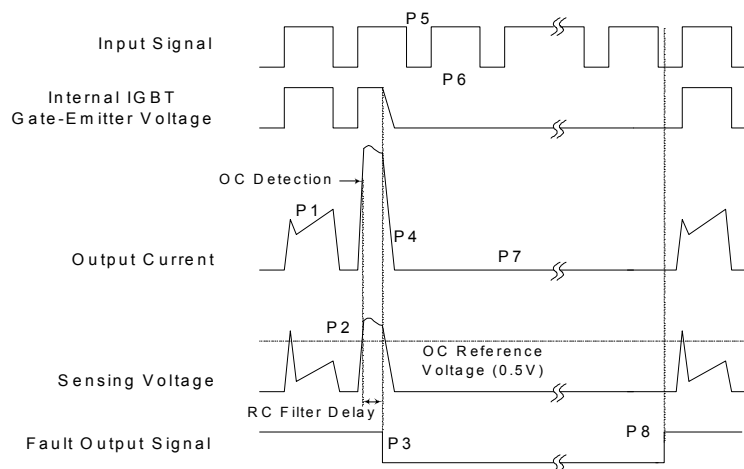 P5
Input Signal
P6
Internal IGBT
Gate-Emitter Voltage
OC Detection
P1
P4
Output Current
P7
P2
OC Reference
Voltage (0.5V)
Sensing Voltage
RC Filter Delay
Fault Output Signal
P3
P8